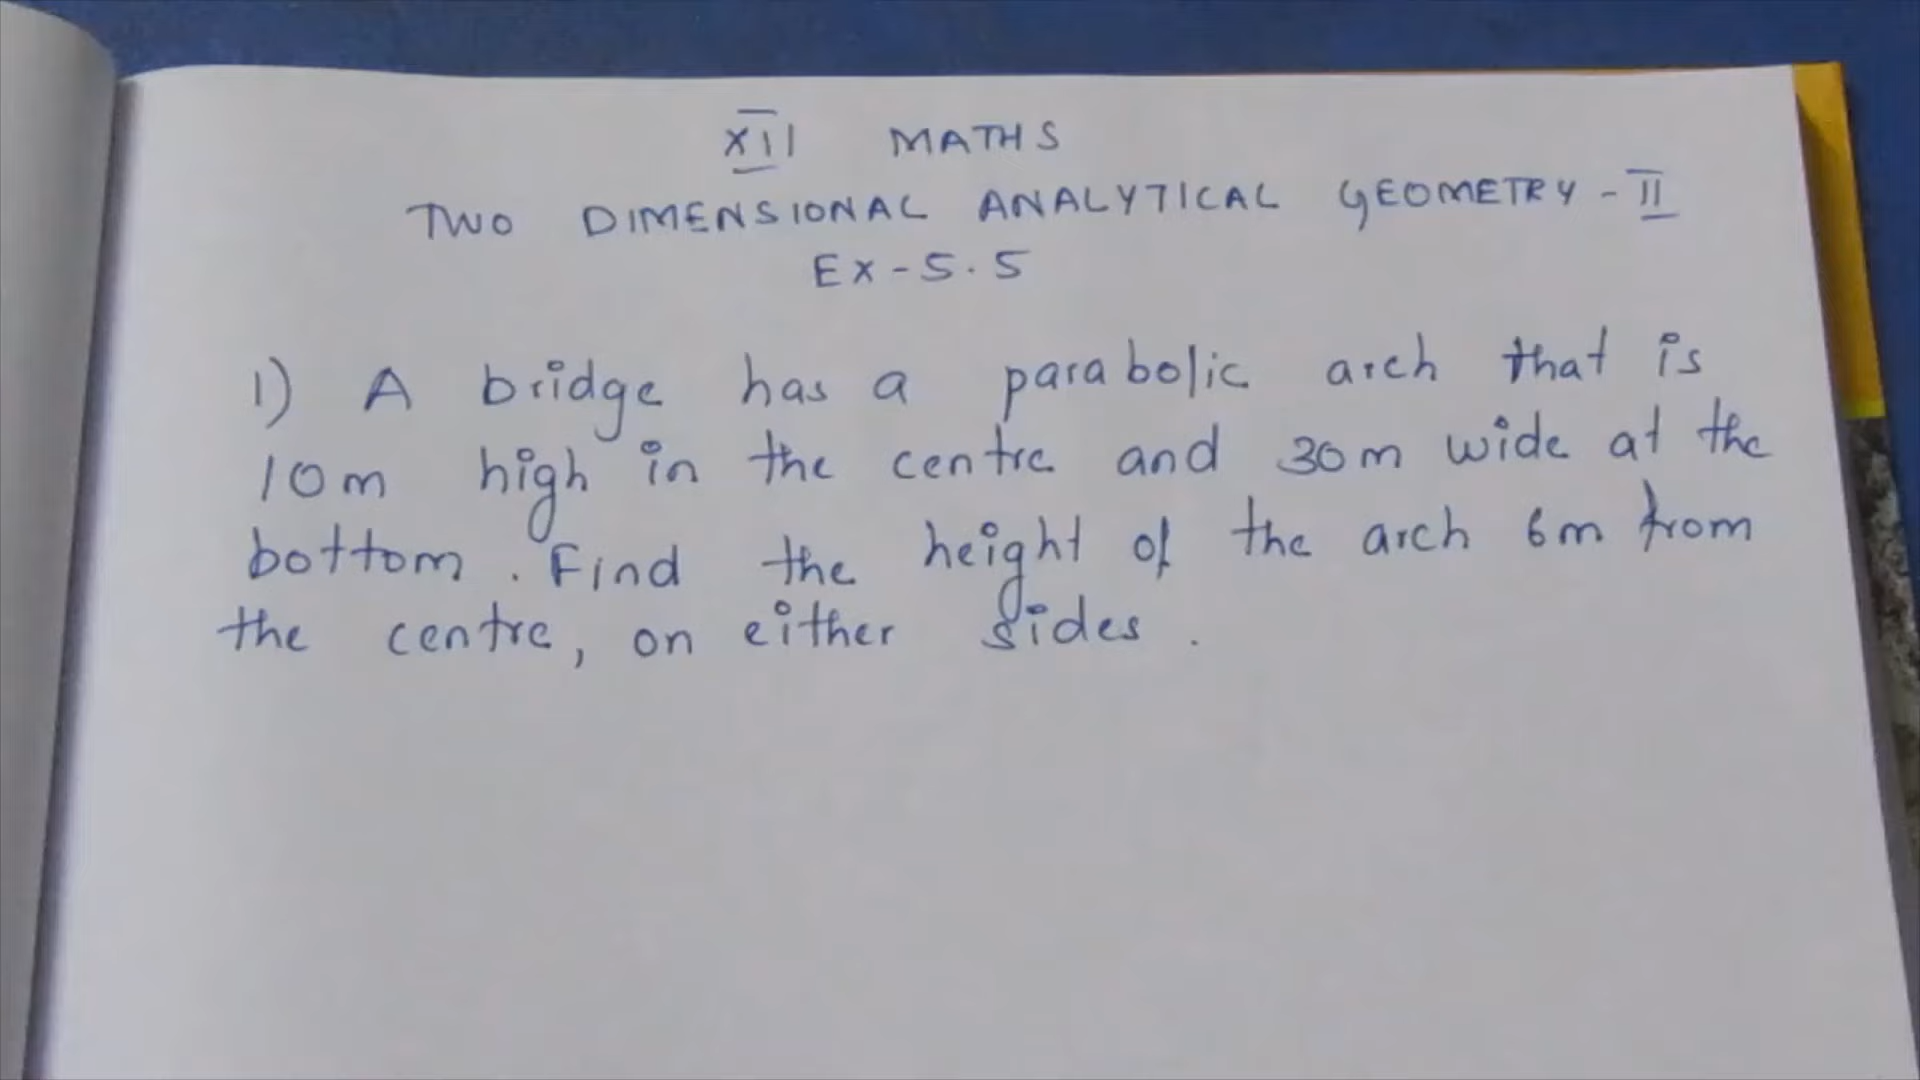 XII MATHS
TWO DIMENSIONAL ANALYTICAL GEOMETRY - II
EX - 5.5
1) A bridge has a parabolic arch that is
10m high in the centre and 30m wide at the
bottom. Find the height of the arch 6m from
the centre, on either sides.